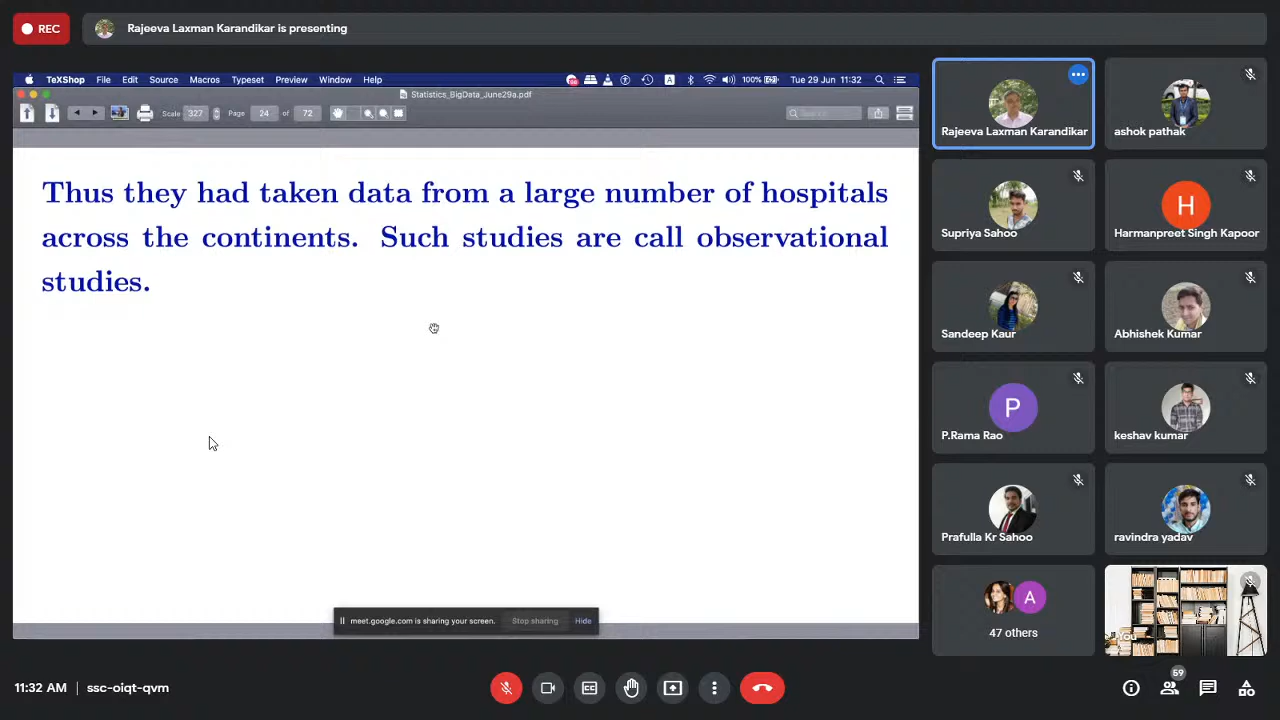 REC
Rajeeva Laxman Karandikar is presenting
TeXShop File Edit Source Macros Typeset Preview Window Help
A 100% Tue 29 Jun 11:32
Statistics_BigData_June29a.pdf
Scale 327 Page 24 of 72 Search
Thus they had taken data from a large number of hospitals
across the continents. Such studies are call observational
studies.
meet.google.com is sharing your screen. Stop sharing Hide
Rajeeva Laxman Karandikar
ashok pathak
Supriya Sahoo
H
Harmanpreet Singh Kapoor
Sandeep Kaur
Abhishek Kumar
P
P.Rama Rao
keshav kumar
Prafulla Kr Sahoo
ravindra yadav
A
47 others
You
11:32 AM | ssc-oiqt-qvm
CC
59